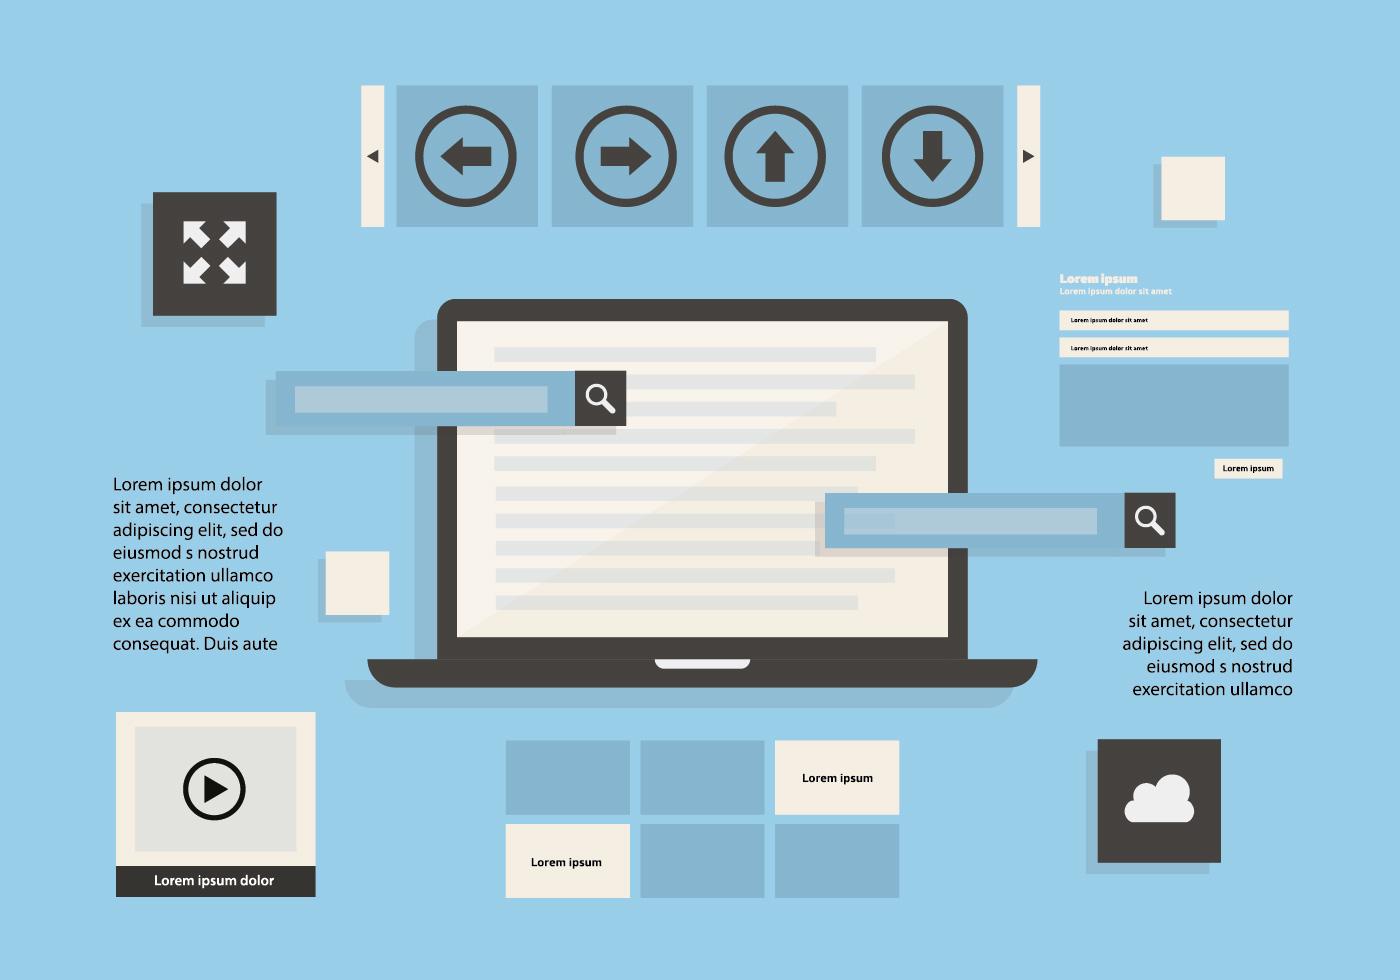 Lorem ipsum
Lorem ipsum dolor sit amet
Lorem ipsum dolor sit amet
Lorem ipsum dolor sit amet
Lorem ipsum
Lorem ipsum dolor
sit amet, consectetur
adipiscing elit, sed do
eiusmod s nostrud
exercitation ullamco
laboris nisi ut aliquip
ex ea commodo
consequat. Duis aute
Lorem ipsum dolor
sit amet, consectetur
adipiscing elit, sed do
eiusmod s nostrud
exercitation ullamco
Lorem ipsum
Lorem ipsum
Lorem ipsum dolor